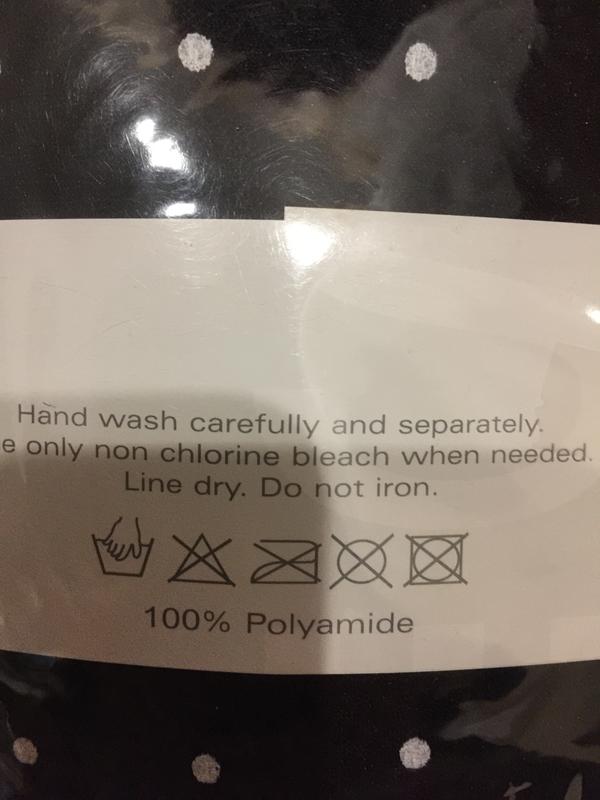 Hand wash carefully and separately.
e only non chlorine bleach when needed.
Line dry. Do not iron.
100% Polyamide